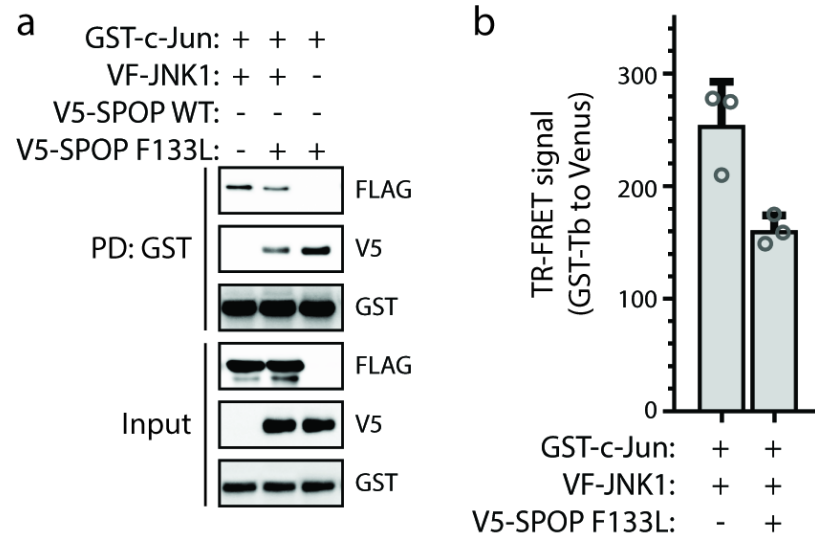 a
GST-c-Jun: + + +
VF-JNK1: + + -
V5-SPOP WT: - - -
V5-SPOP F133L: - + +
PD: GST
FLAG
V5
GST
Input
FLAG
V5
GST
b
TR-FRET signal
(GST-Tb to Venus)
300
200
100
0
GST-c-Jun: + +
VF-JNK1: + +
V5-SPOP F133L: - +